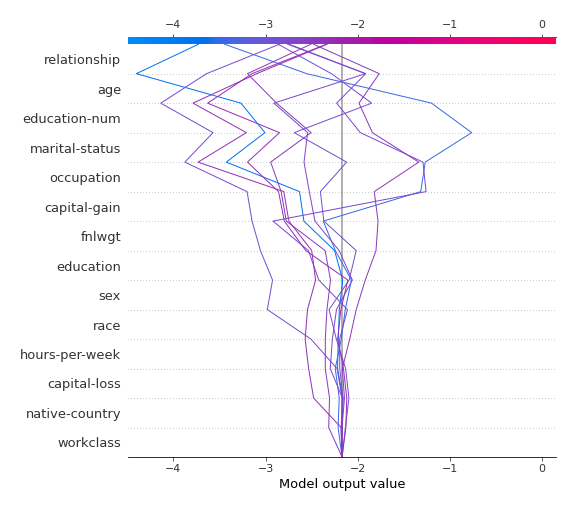 −4 −3 −2 −1 0
relationship
age
education-num
marital-status
occupation
capital-gain
fnlwgt
education
sex
race
hours-per-week
capital-loss
native-country
workclass
−4 −3 −2 −1 0
Model output value